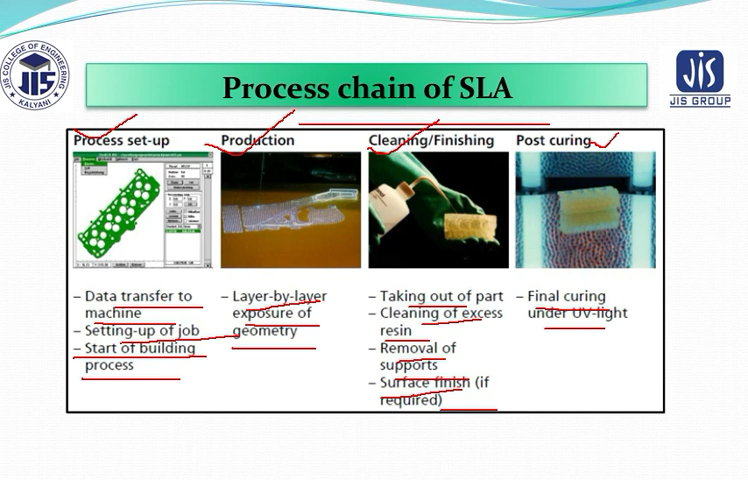 JIS COLLEGE OF ENGINEERING
JIS
KALYANI
Process chain of SLA
JIS
JIS GROUP
Process set-up
– Data transfer to
machine
– Setting-up of job
– Start of building
process
Production
– Layer-by-layer
exposure of
geometry
Cleaning/Finishing
– Taking out of part
– Cleaning of excess
resin
– Removal of
supports
– Surface finish (if
required)
Post curing
– Final curing
under UV-light